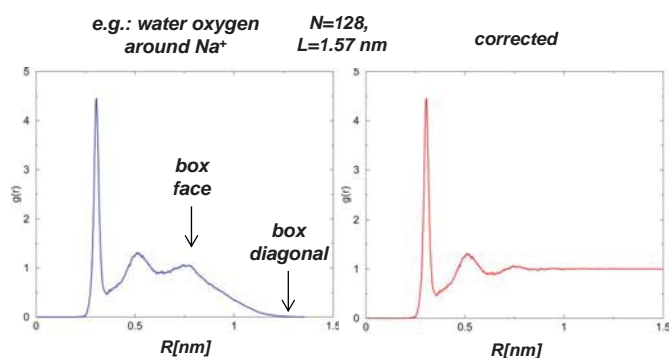 e.g.: water oxygen
around Na⁺
N=128,
L=1.57 nm
corrected
5
4
3
2
1
0
g(r)
box
face
box
diagonal
0
0.5
1
1.5
R[nm]
5
4
3
2
1
0
g(r)
0
0.5
1
1.5
R[nm]